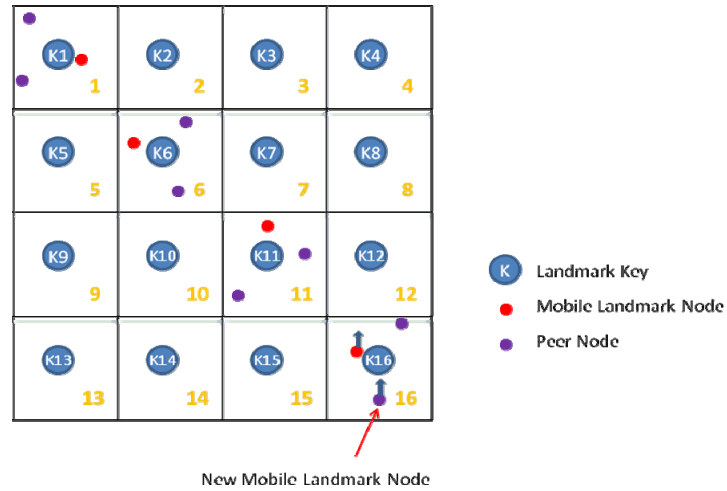 K1 K2 K3 K4
1 2 3 4
K5 K6 K7 K8
5 6 7 8
K9 K10 K11 K12
9 10 11 12
K13 K14 K15 K16
13 14 15 16
K Landmark Key
Mobile Landmark Node
Peer Node
New Mobile Landmark Node